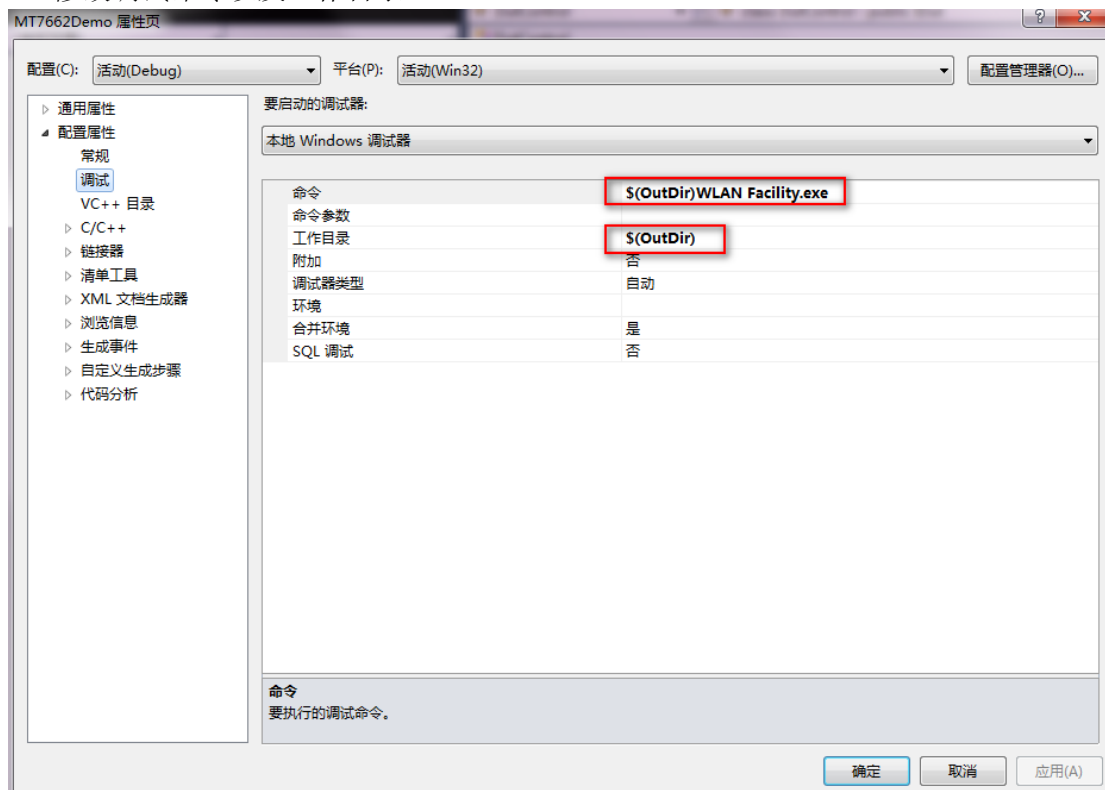 MT7662Demo 属性页
配置(C): 活动(Debug) 平台(P): 活动(Win32) 配置管理器(O)...
通用属性
配置属性
常规
调试
VC++ 目录
C/C++
链接器
清单工具
XML 文档生成器
浏览信息
生成事件
自定义生成步骤
代码分析
要启动的调试器:
本地 Windows 调试器
命令 $(OutDir)WLAN Facility.exe
命令参数
工作目录 $(OutDir)
附加 否
调试器类型 自动
环境
合并环境 是
SQL 调试 否
命令
要执行的调试命令。
确定 取消 应用(A)